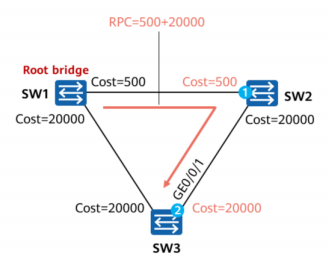 RPC=500+20000
Root bridge
Cost=500
Cost=500
SW1
1
SW2
Cost=20000
Cost=20000
GE0/0/1
Cost=20000
2
Cost=20000
SW3